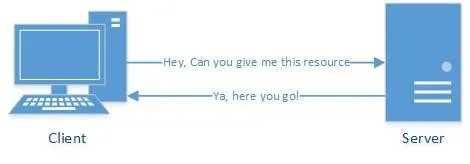 Hey, Can you give me this resource
Ya, here you go!
Client
Server